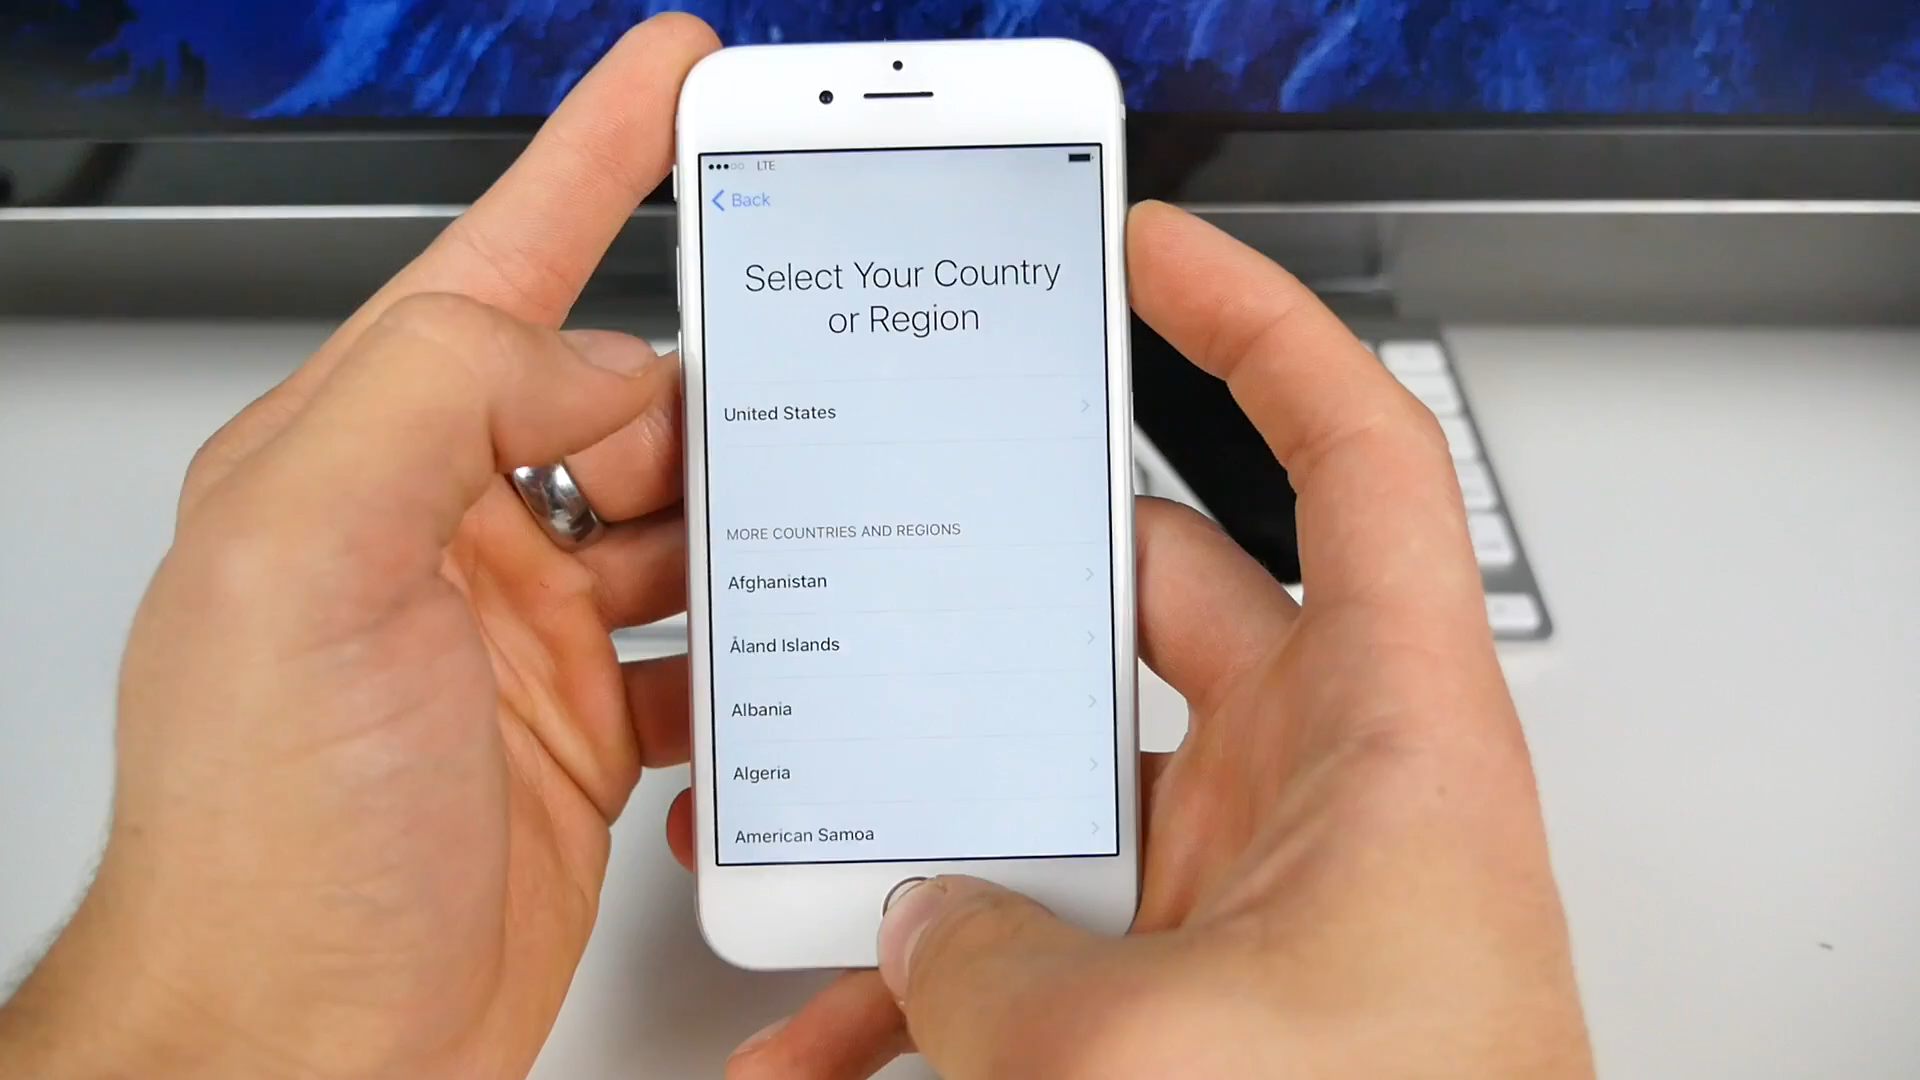 LTE
Back
Select Your Country
or Region
United States
MORE COUNTRIES AND REGIONS
Afghanistan
Åland Islands
Albania
Algeria
American Samoa